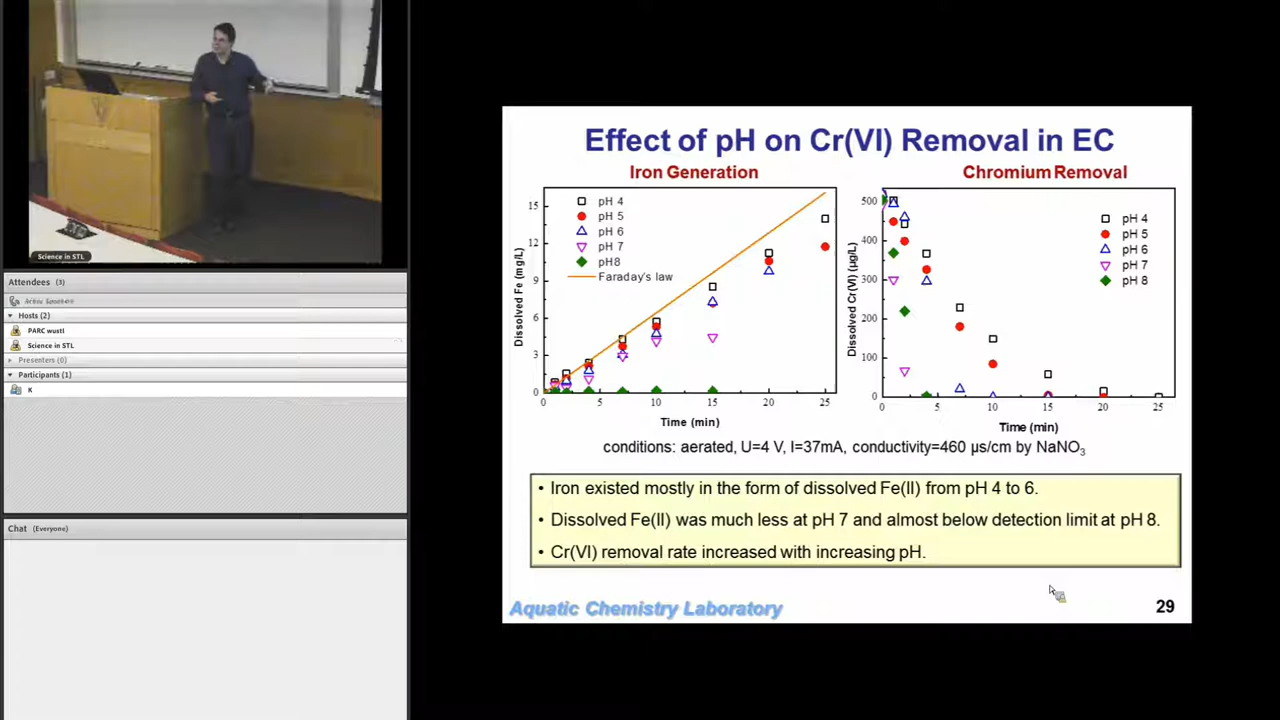 Science in STL
Attendees (3)
Active Speakers
Hosts (2)
PARC wustl
Science in STL
Presenters (0)
Participants (1)
K
Chat (Everyone)
Effect of pH on Cr(VI) Removal in EC
Iron Generation
Dissolved Fe (mg/L)
15
12
9
6
3
0
pH 4
pH 5
pH 6
pH 7
pH8
Faraday's law
0 5 10 15 20 25
Time (min)
Chromium Removal
Dissolved Cr(VI) (µg/L)
500
400
300
200
100
0
pH 4
pH 5
pH 6
pH 7
pH 8
0 5 10 15 20 25
Time (min)
conditions: aerated, U=4 V, I=37mA, conductivity=460 µs/cm by NaNO₃
• Iron existed mostly in the form of dissolved Fe(II) from pH 4 to 6.
• Dissolved Fe(II) was much less at pH 7 and almost below detection limit at pH 8.
• Cr(VI) removal rate increased with increasing pH.
Aquatic Chemistry Laboratory
29